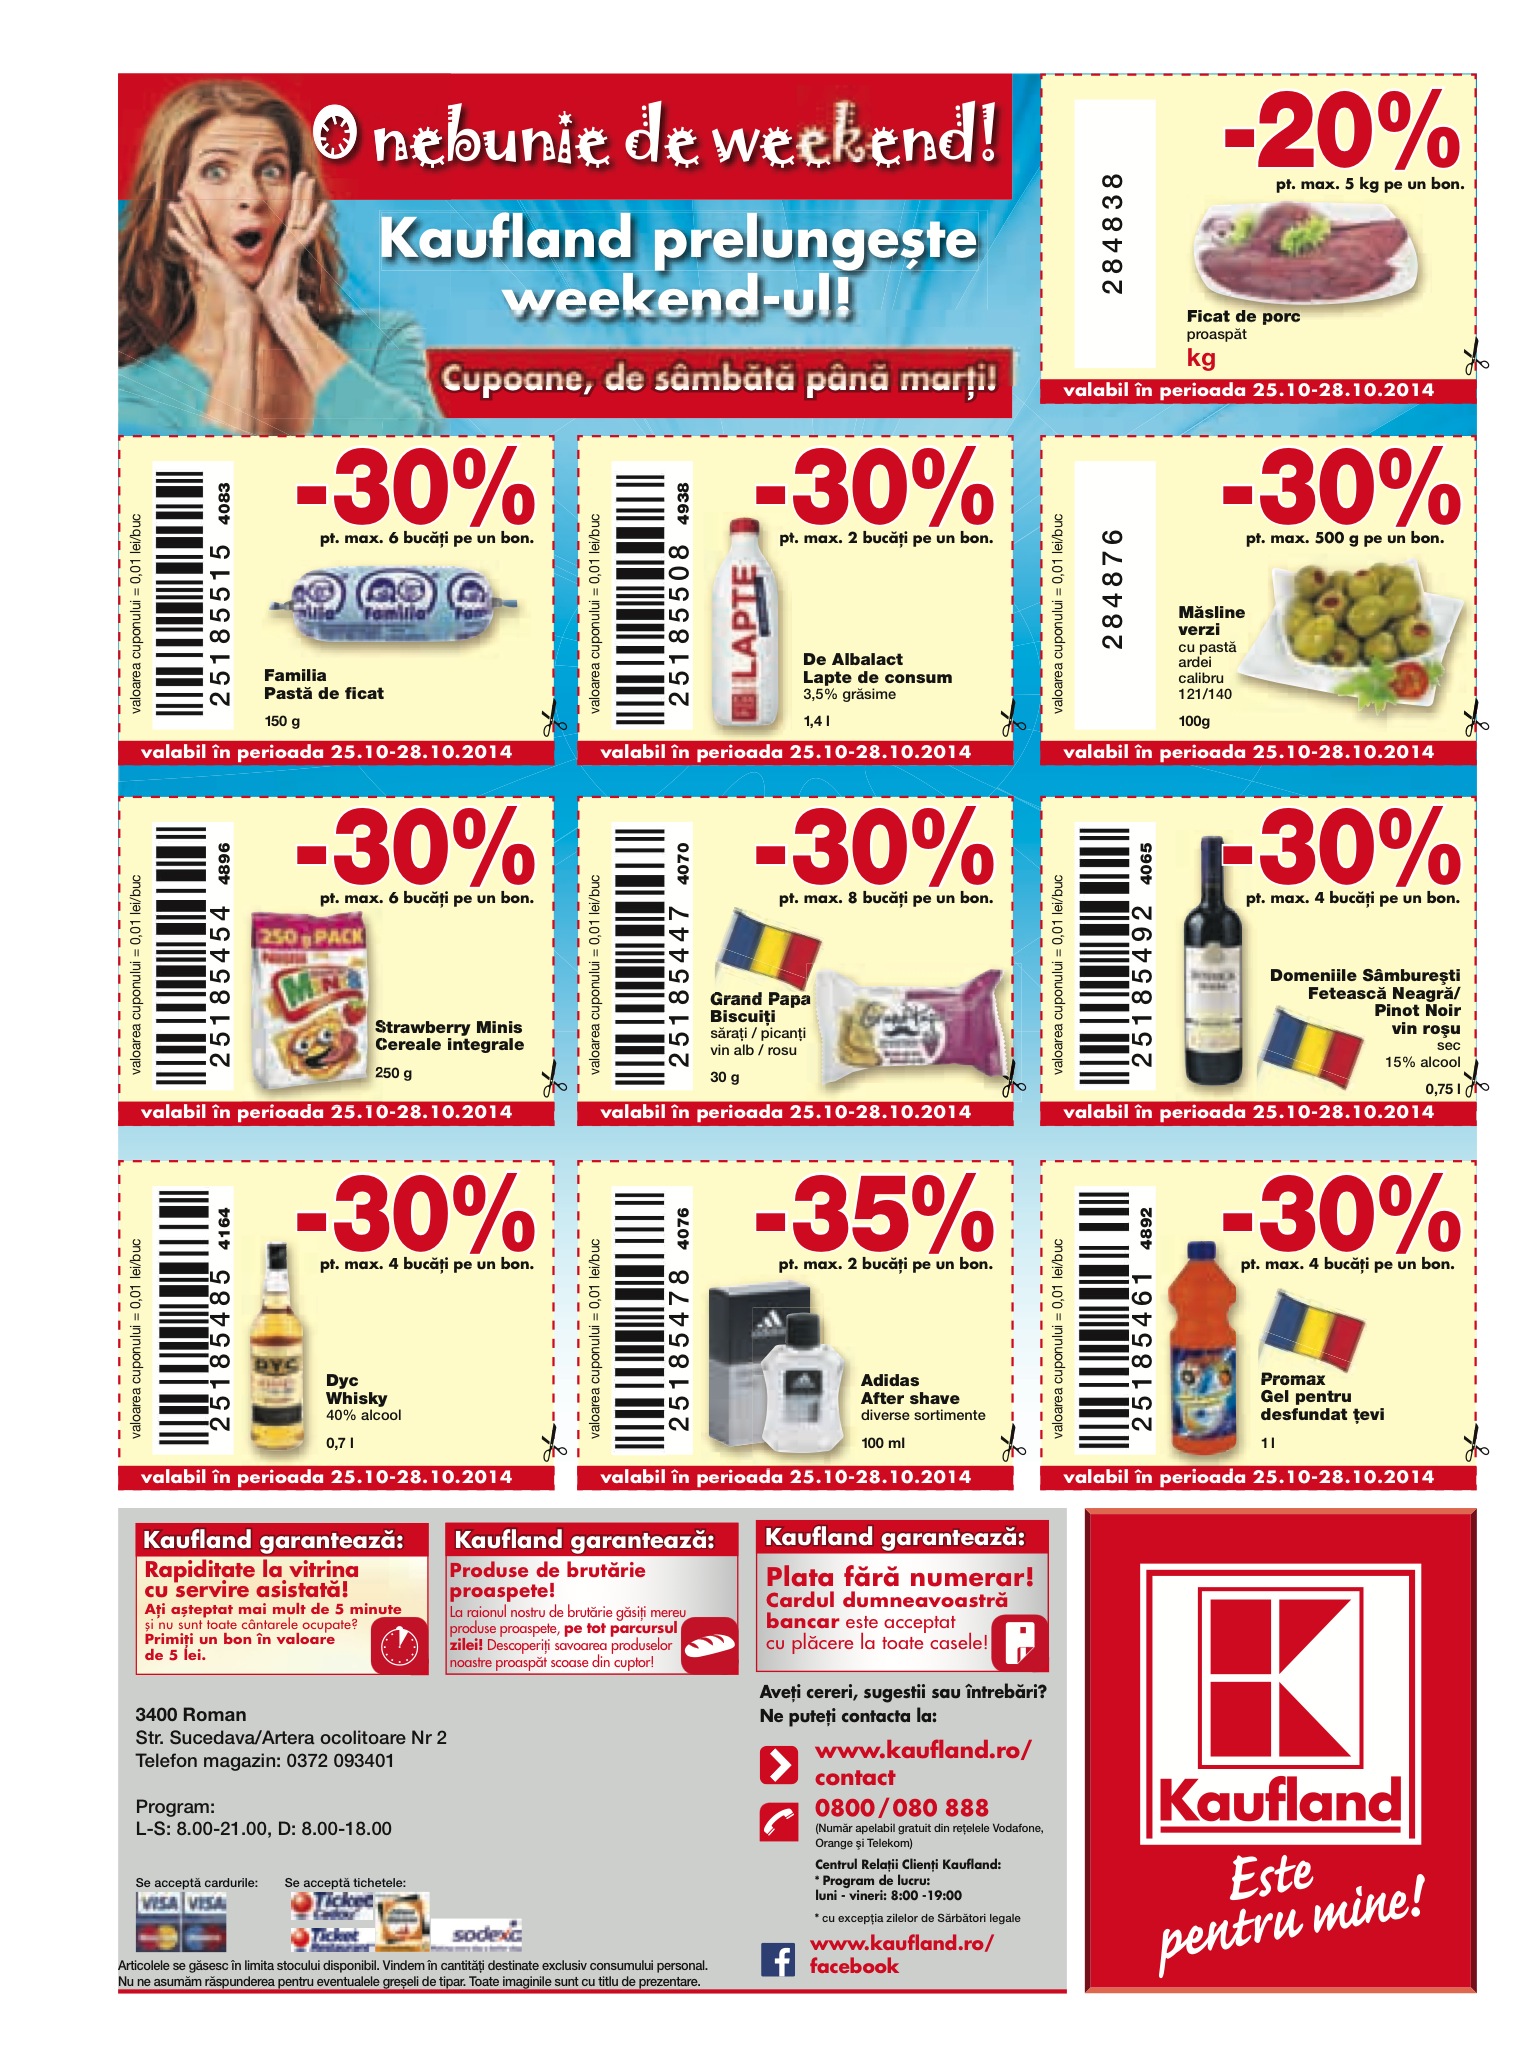 O nebunie de weekend!
Kaufland prelungește
weekend-ul!
Cupoane, de sâmbătă până marți!
-20%
pt. max. 5 kg pe un bon.
284838
Ficat de porc
proaspăt
kg
valabil în perioada 25.10-28.10.2014
valoarea cuponului = 0,01 lei/buc
25185515
4083
-30%
pt. max. 6 bucăți pe un bon.
Familia
Familia
Pastă de ficat
150 g
valabil în perioada 25.10-28.10.2014
valoarea cuponului = 0,01 lei/buc
25185508
4938
-30%
pt. max. 2 bucăți pe un bon.
LAPTE
De Albalact
Lapte de consum
3,5% grăsime
1,4 l
valabil în perioada 25.10-28.10.2014
valoarea cuponului = 0,01 lei/buc
284876
-30%
pt. max. 500 g pe un bon.
Măsline
verzi
cu pastă
ardei
calibru
121/140
100g
valabil în perioada 25.10-28.10.2014
valoarea cuponului = 0,01 lei/buc
25185454
4896
-30%
pt. max. 6 bucăți pe un bon.
250 g PACK
MINIS
Strawberry Minis
Cereale integrale
250 g
valabil în perioada 25.10-28.10.2014
valoarea cuponului = 0,01 lei/buc
25185447
4070
-30%
pt. max. 8 bucăți pe un bon.
Grand Papa
Biscuiți
sărați / picanți
vin alb / rosu
30 g
valabil în perioada 25.10-28.10.2014
valoarea cuponului = 0,01 lei/buc
25185492
4065
-30%
pt. max. 4 bucăți pe un bon.
Domeniile Sâmburești
Fetească Neagră/
Pinot Noir
vin roșu
sec
15% alcool
0,75 l
valabil în perioada 25.10-28.10.2014
valoarea cuponului = 0,01 lei/buc
25185485
4164
-30%
pt. max. 4 bucăți pe un bon.
DYC
Dyc
Whisky
40% alcool
0,7 l
valabil în perioada 25.10-28.10.2014
valoarea cuponului = 0,01 lei/buc
25185478
4076
-35%
pt. max. 2 bucăți pe un bon.
Adidas
After shave
diverse sortimente
100 ml
valabil în perioada 25.10-28.10.2014
valoarea cuponului = 0,01 lei/buc
25185461
4892
-30%
pt. max. 4 bucăți pe un bon.
Promax
Gel pentru
desfundat țevi
1 l
valabil în perioada 25.10-28.10.2014
Kaufland garantează:
Rapiditate la vitrina
cu servire asistată!
Ați așteptat mai mult de 5 minute
și nu sunt toate cântarele ocupate?
Primiți un bon în valoare
de 5 lei.
Kaufland garantează:
Produse de brutărie
proaspete!
La raionul nostru de brutărie găsiți mereu
produse proaspete, pe tot parcursul
zilei! Descoperiți savoarea produselor
noastre proaspăt scoase din cuptor!
Kaufland garantează:
Plata fără numerar!
Cardul dumneavoastră
bancar este acceptat
cu plăcere la toate casele!
3400 Roman
Str. Sucedava/Artera ocolitoare Nr 2
Telefon magazin: 0372 093401
Program:
L-S: 8.00-21.00, D: 8.00-18.00
Se acceptă cardurile:
VISA VISA
Se acceptă tichetele:
Ticket
Cadou
Ticket
Restaurant
sodexo
Aveți cereri, sugestii sau întrebări?
Ne puteți contacta la:
www.kaufland.ro/
contact
0800/080 888
(Număr apelabil gratuit din rețelele Vodafone,
Orange și Telekom)
Centrul Relații Clienți Kaufland:
* Program de lucru:
luni - vineri: 8:00 -19:00
* cu excepția zilelor de Sărbători legale
www.kaufland.ro/
facebook
Articolele se găsesc în limita stocului disponibil. Vindem în cantități destinate exclusiv consumului personal.
Nu ne asumăm răspunderea pentru eventualele greșeli de tipar. Toate imaginile sunt cu titlu de prezentare.
Kaufland
Este
pentru mine!